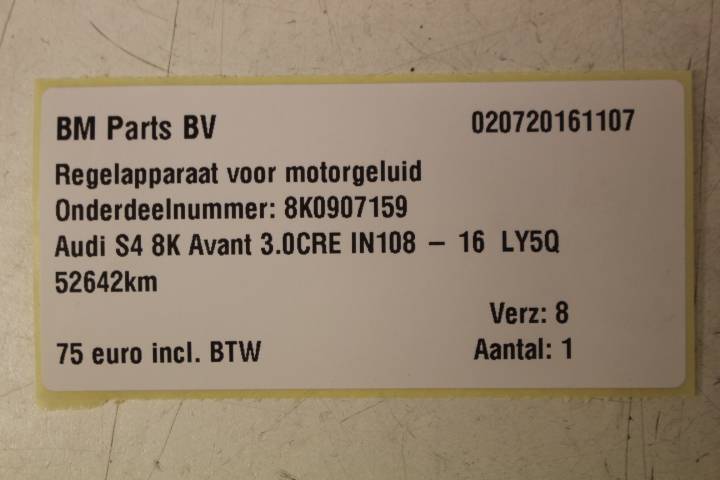 BM Parts BV 020720161107
Regelapparaat voor motorgeluid
Onderdeelnummer: 8K0907159
Audi S4 8K Avant 3.0CRE IN108 – 16 LY5Q
52642km
Verz: 8
75 euro incl. BTW Aantal: 1